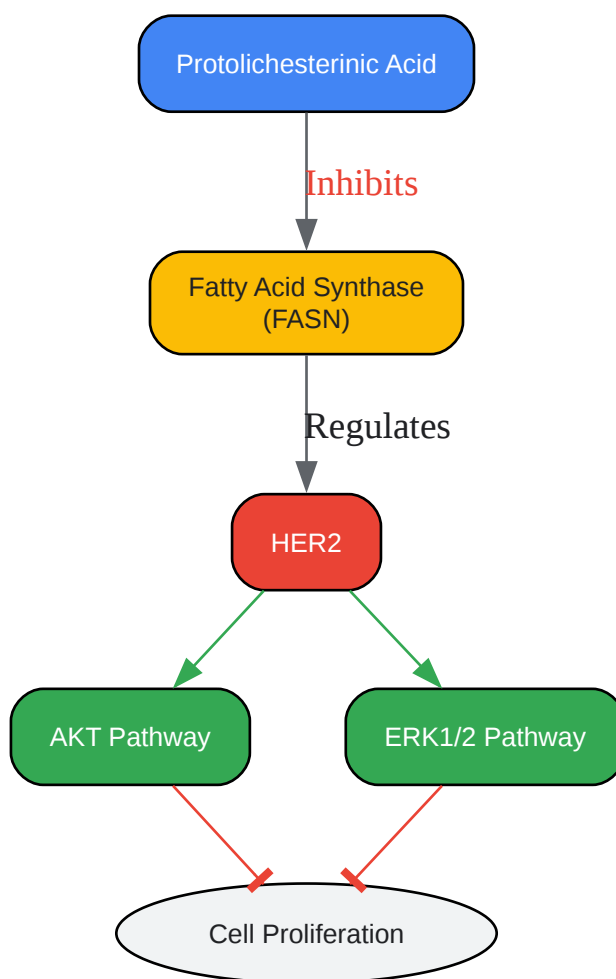 Protolichesterinic Acid
Inhibits
Fatty Acid Synthase
(FASN)
Regulates
HER2
AKT Pathway
ERK1/2 Pathway
Cell Proliferation